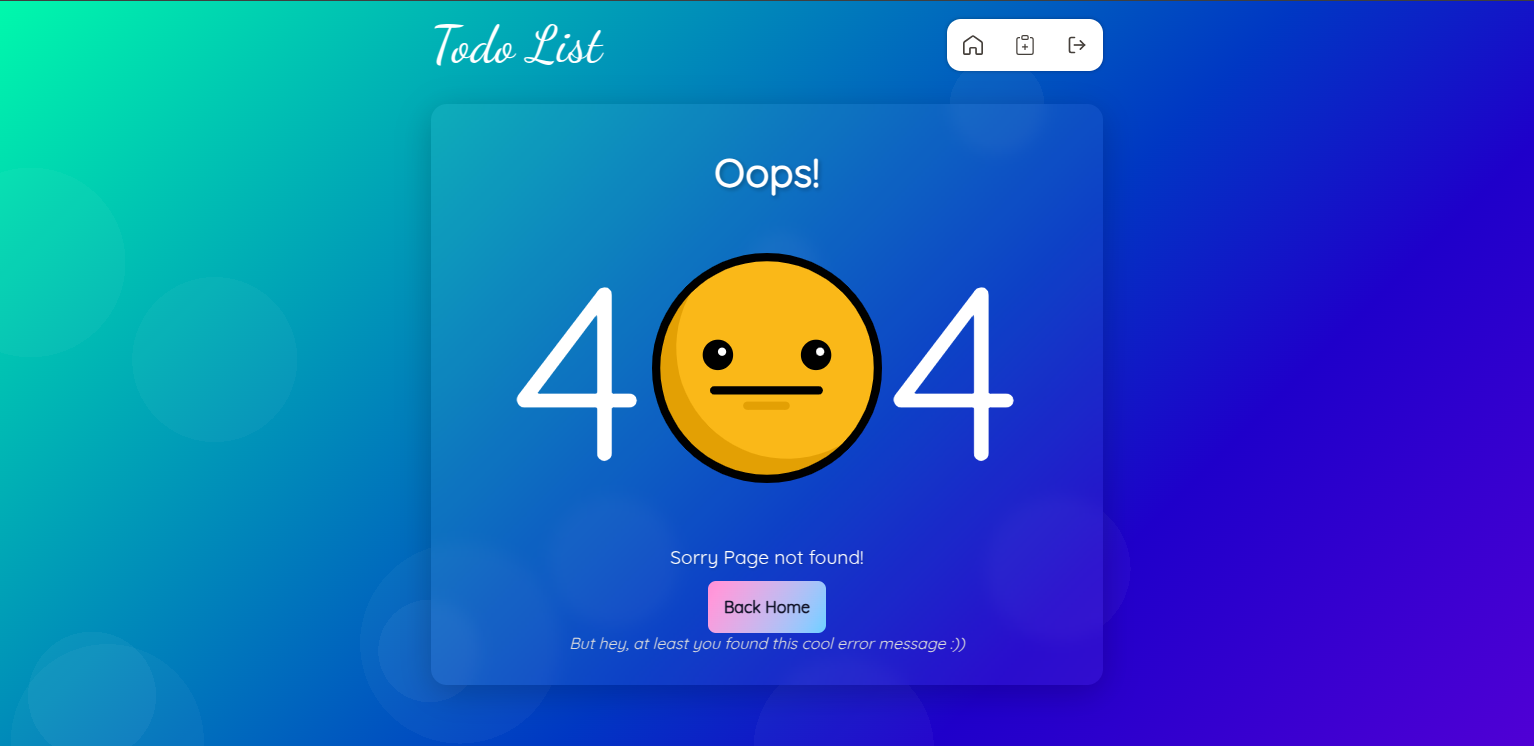 Todo List
Oops!
4 4
Sorry Page not found!
Back Home
But hey, at least you found this cool error message :))